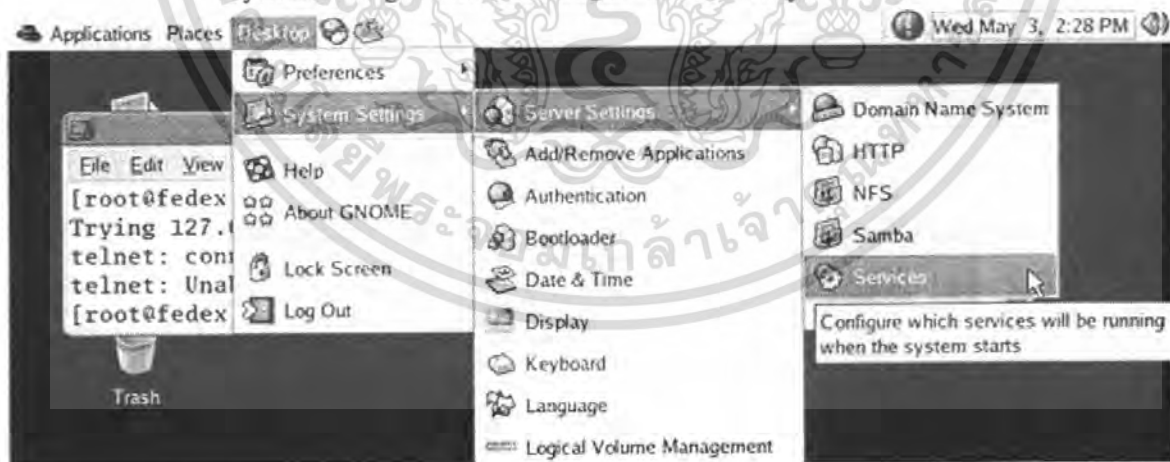 Applications Places Desktop
Wed May 3, 2:28 PM
Preferences
System Settings
Help
About GNOME
Lock Screen
Log Out
Server Settings
Add/Remove Applications
Authentication
Bootloader
Date & Time
Display
Keyboard
Language
Logical Volume Management
Domain Name System
HTTP
NFS
Samba
Services
Configure which services will be running
when the system starts
File Edit View
[root@fedex
Trying 127.
telnet: con
telnet: Una
[root@fedex
Trash